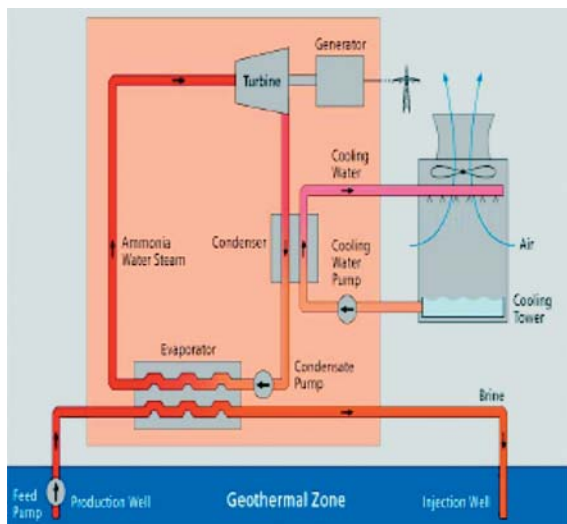 Generator
Turbine
Cooling
Water
Ammonia
Water Steam
Condenser
Cooling
Water
Pump
Air
Cooling
Tower
Evaporator
Condensate
Pump
Brine
Feed
Pump
Production Well
Geothermal Zone
Injection Well